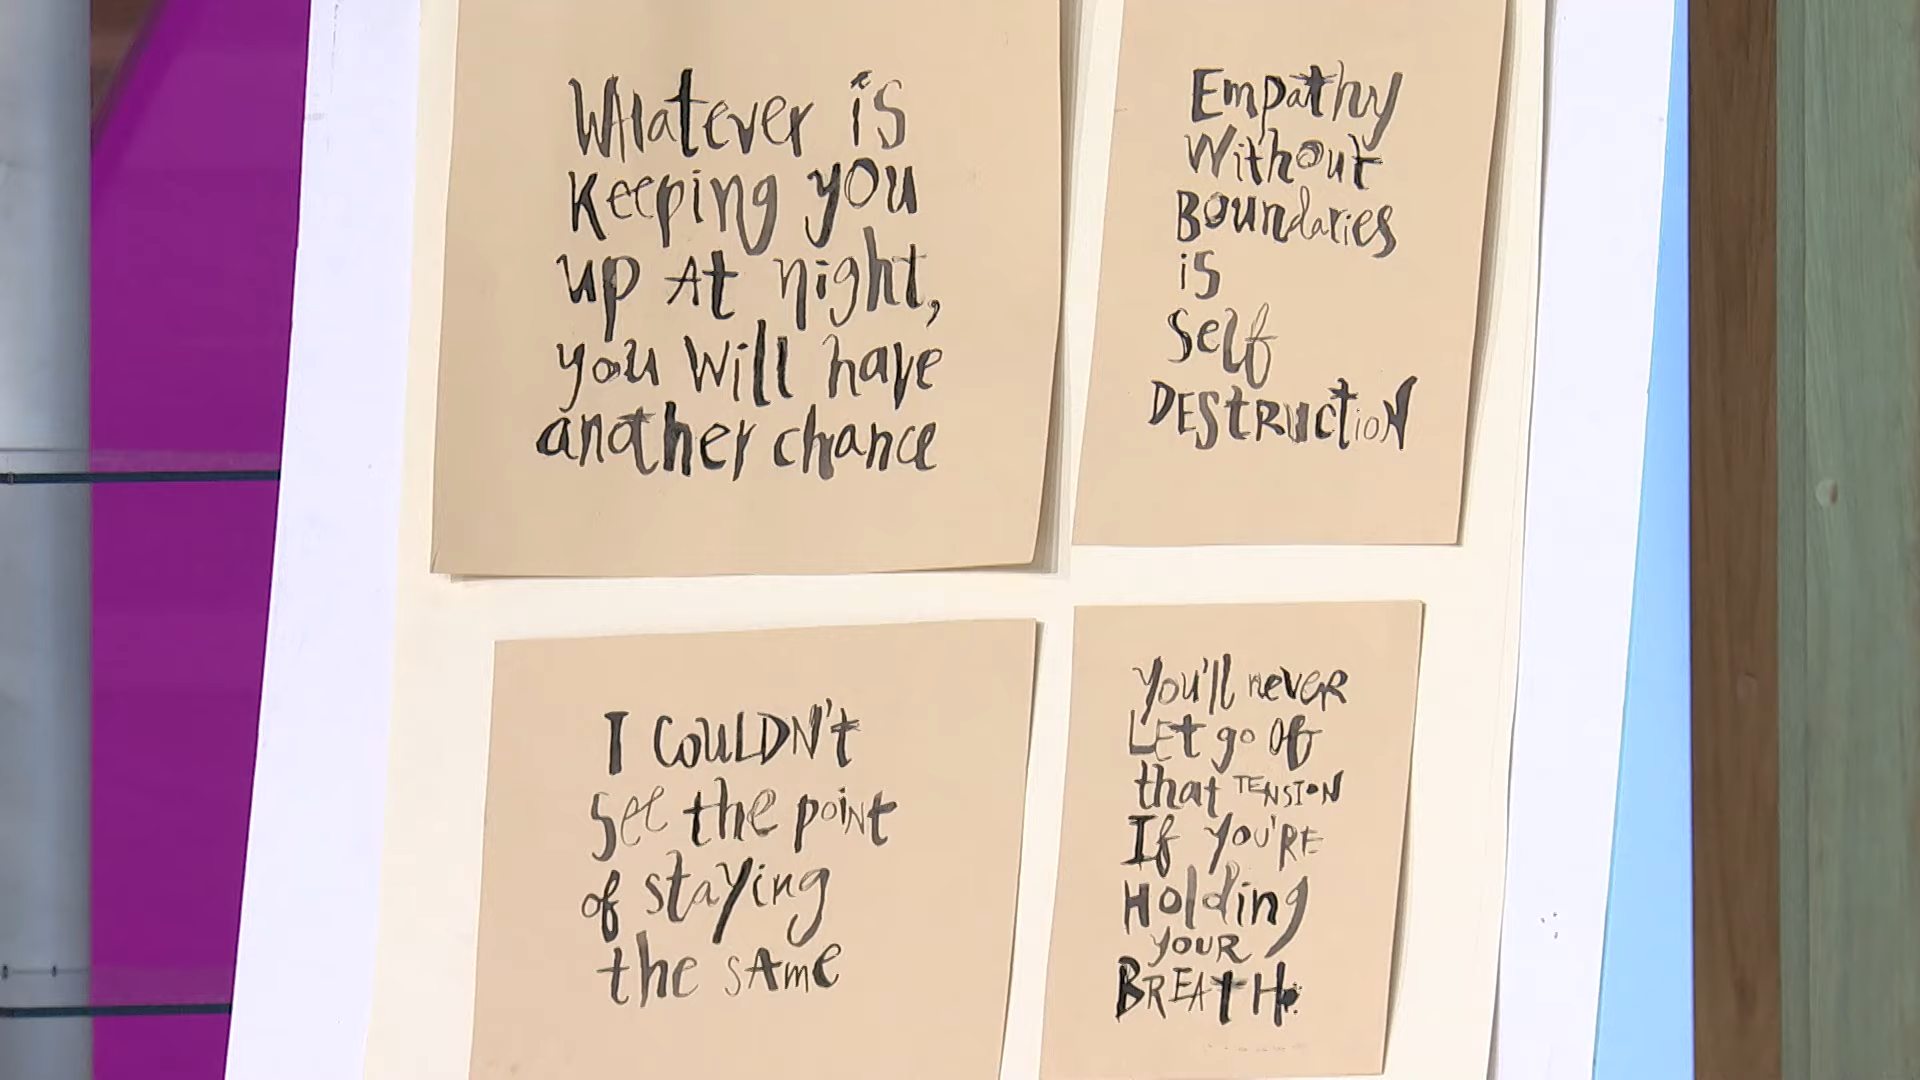 WHatever is
keeping you
up At night,
you will have
another chance
Empathy
Without
Boundaries
is
Self
DEStRUctioN
I CouLDN't
See the poiNt
of staying
the sAme
You'll neveR
LEt go Of
that TENSION
If YOU'RE
Holding
YOUR
BREAtH.